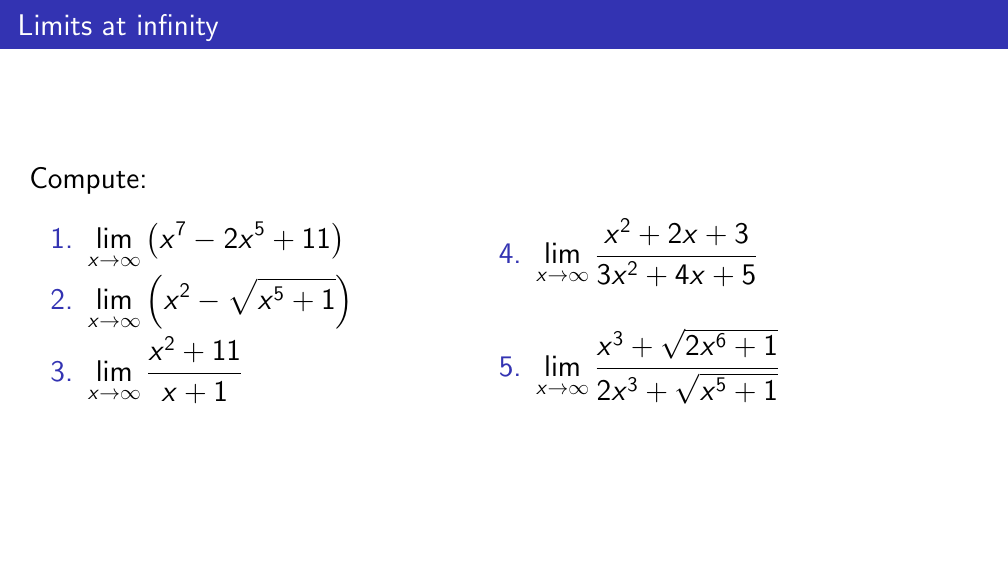 Limits at infinity
Compute:
1. lim_{x→∞} (x^7 − 2x^5 + 11)
2. lim_{x→∞} (x^2 − √(x^5 + 1))
3. lim_{x→∞} (x^2 + 11)/(x + 1)
4. lim_{x→∞} (x^2 + 2x + 3)/(3x^2 + 4x + 5)
5. lim_{x→∞} (x^3 + √(2x^6 + 1))/(2x^3 + √(x^5 + 1))